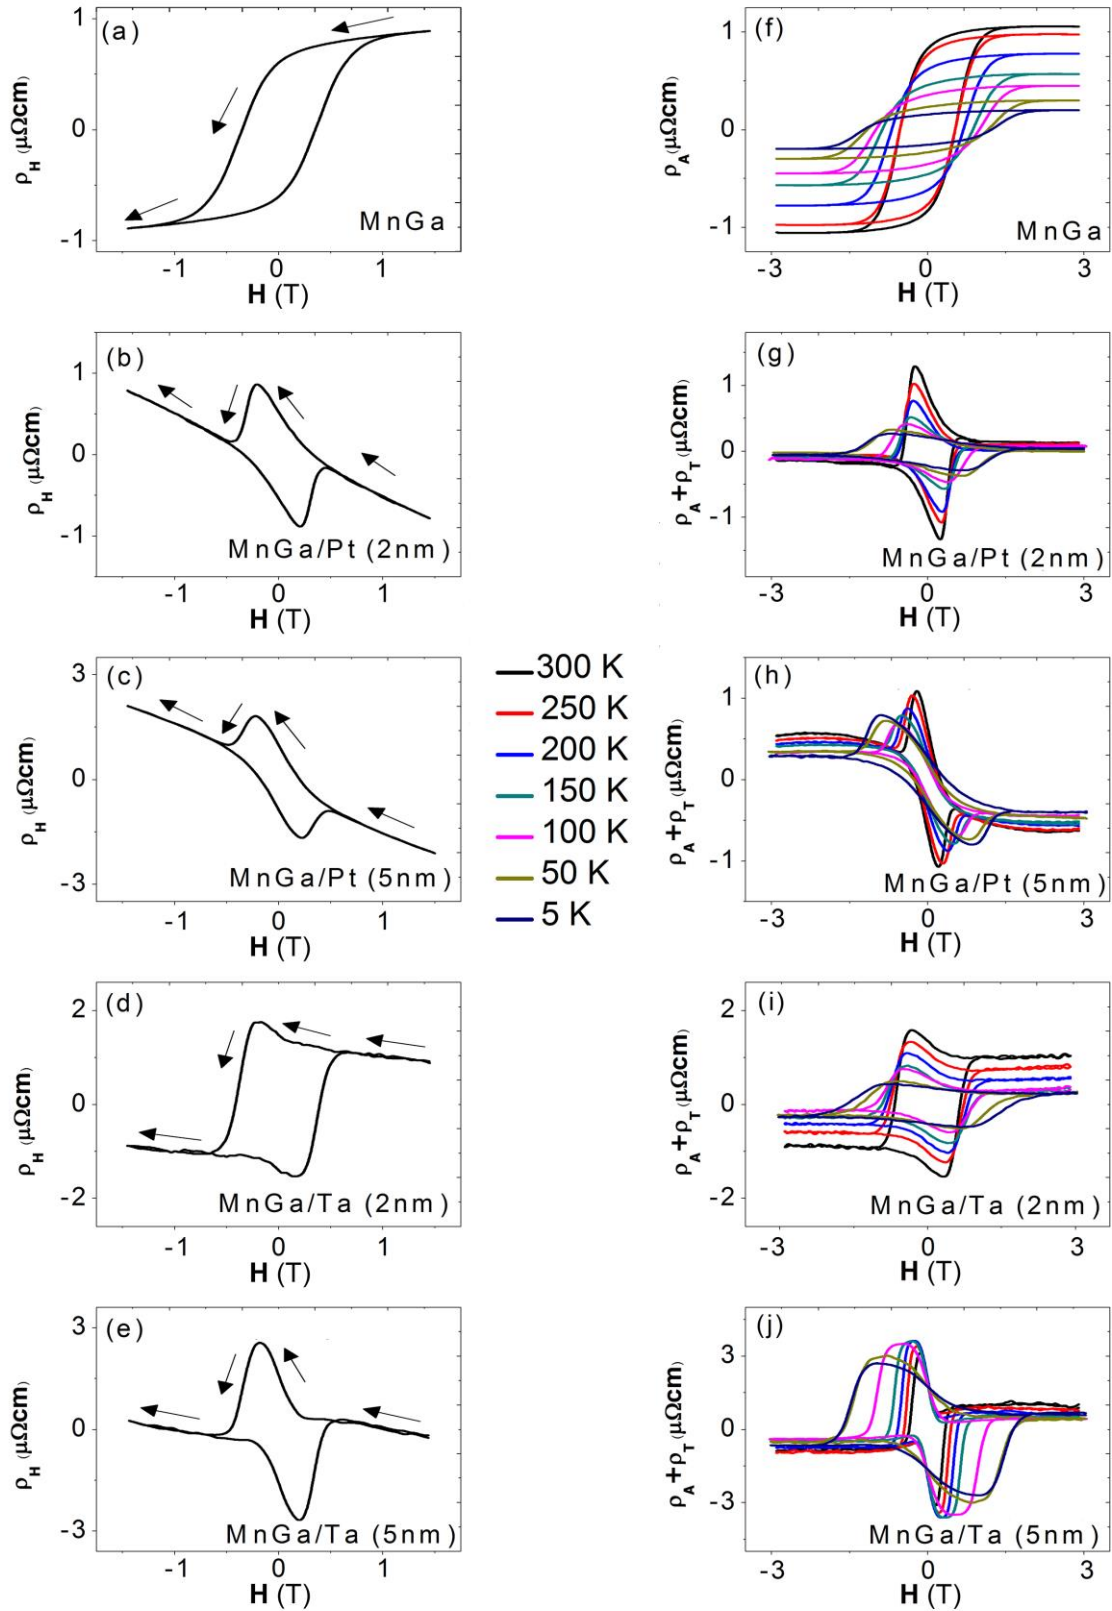 (a)
ρH (μΩcm)
1
0
-1
MnGa
-1 0 1
H (T)
(b)
ρH (μΩcm)
1
0
-1
MnGa/Pt (2nm)
-1 0 1
H (T)
(c)
ρH (μΩcm)
3
0
-3
MnGa/Pt (5nm)
-1 0 1
H (T)
(d)
ρH (μΩcm)
2
0
-2
MnGa/Ta (2nm)
-1 0 1
H (T)
(e)
ρH (μΩcm)
3
0
-3
MnGa/Ta (5nm)
-1 0 1
H (T)
300 K
250 K
200 K
150 K
100 K
50 K
5 K
(f)
ρA (μΩcm)
1
0
-1
MnGa
-3 0 3
H (T)
(g)
ρA+ρT (μΩcm)
1
0
-1
MnGa/Pt (2nm)
-3 0 3
H (T)
(h)
ρA+ρT (μΩcm)
1
0
-1
MnGa/Pt (5nm)
-3 0 3
H (T)
(i)
ρA+ρT (μΩcm)
2
0
-2
MnGa/Ta (2nm)
-3 0 3
H (T)
(j)
ρA+ρT (μΩcm)
3
0
-3
MnGa/Ta (5nm)
-3 0 3
H (T)